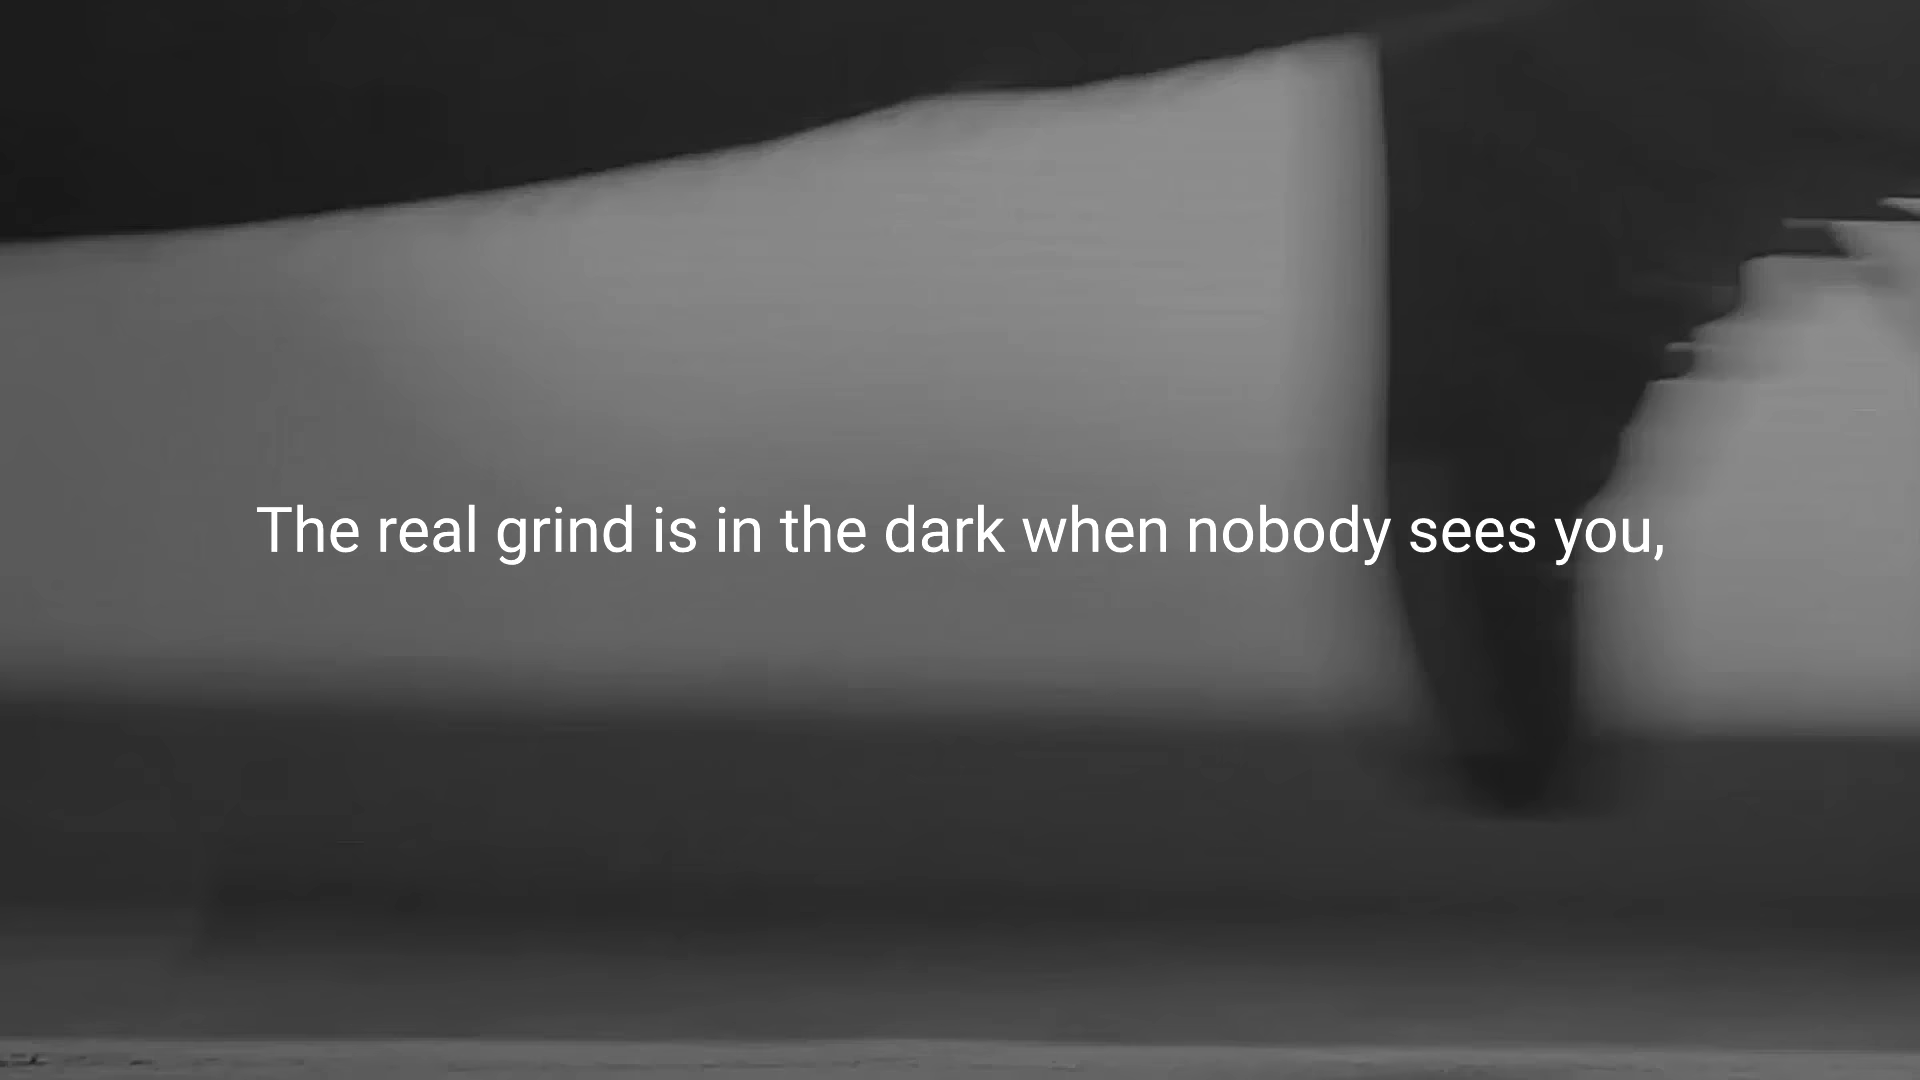 The real grind is in the dark when nobody sees you,